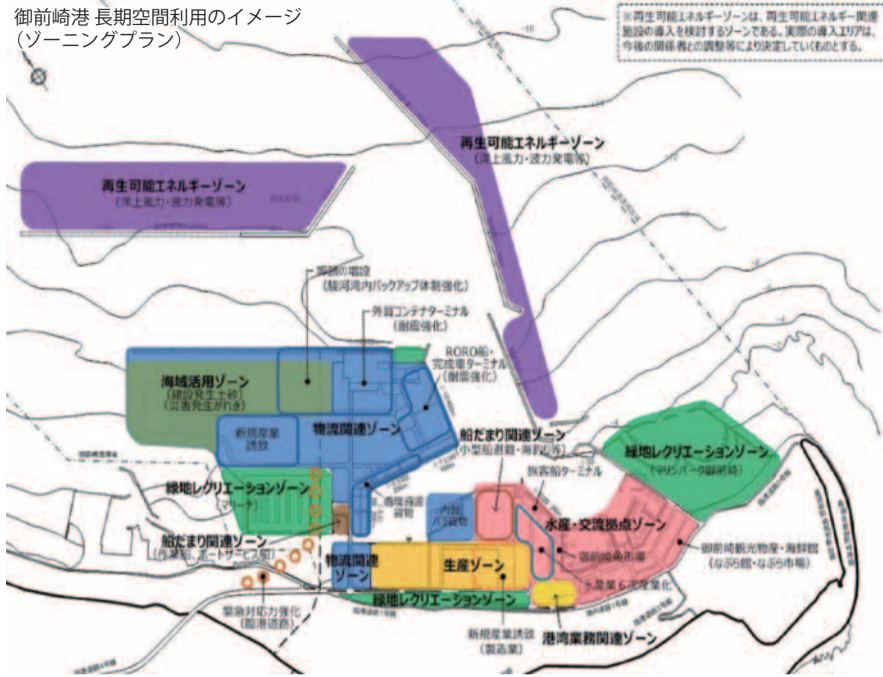 御前崎港 長期空間利用のイメージ
(ゾーニングプラン)
※再生可能エネルギーゾーンは、再生可能エネルギー関連
施設の導入を検討するゾーンである。実際の導入エリアは、
今後の関係者との調整等により決定していくものとする。
再生可能エネルギーゾーン
(洋上風力・波力発電等)
再生可能エネルギーゾーン
(洋上風力・波力発電等)
埠頭の増設
(駿河湾内バックアップ体制強化)
外貿コンテナターミナル
(耐震強化)
RORO船・
完成車ターミナル
(耐震強化)
海域活用ゾーン
(建設発生土砂)
(災害発生がれき)
新規産業
誘致
物流関連ゾーン
船だまり関連ゾーン
(小型船避難・海釣り等)
旅客船ターミナル
緑地レクリエーションゾーン
(マリンパーク御前崎)
緑地レクリエーションゾーン
(マリーナ)
循環資源
貨物
内貿
バラ貨物
水産・交流拠点ゾーン
船だまり関連ゾーン
(作業船、ポートサービス船)
御前崎魚市場
御前崎観光物産・海鮮館
(なぶら館・なぶら市場)
物流関連
ゾーン
生産ゾーン
水産業6次産業化
緊急対応力強化
(臨港道路)
緑地レクリエーションゾーン
新規産業誘致
(製造業)
港湾業務関連ゾーン